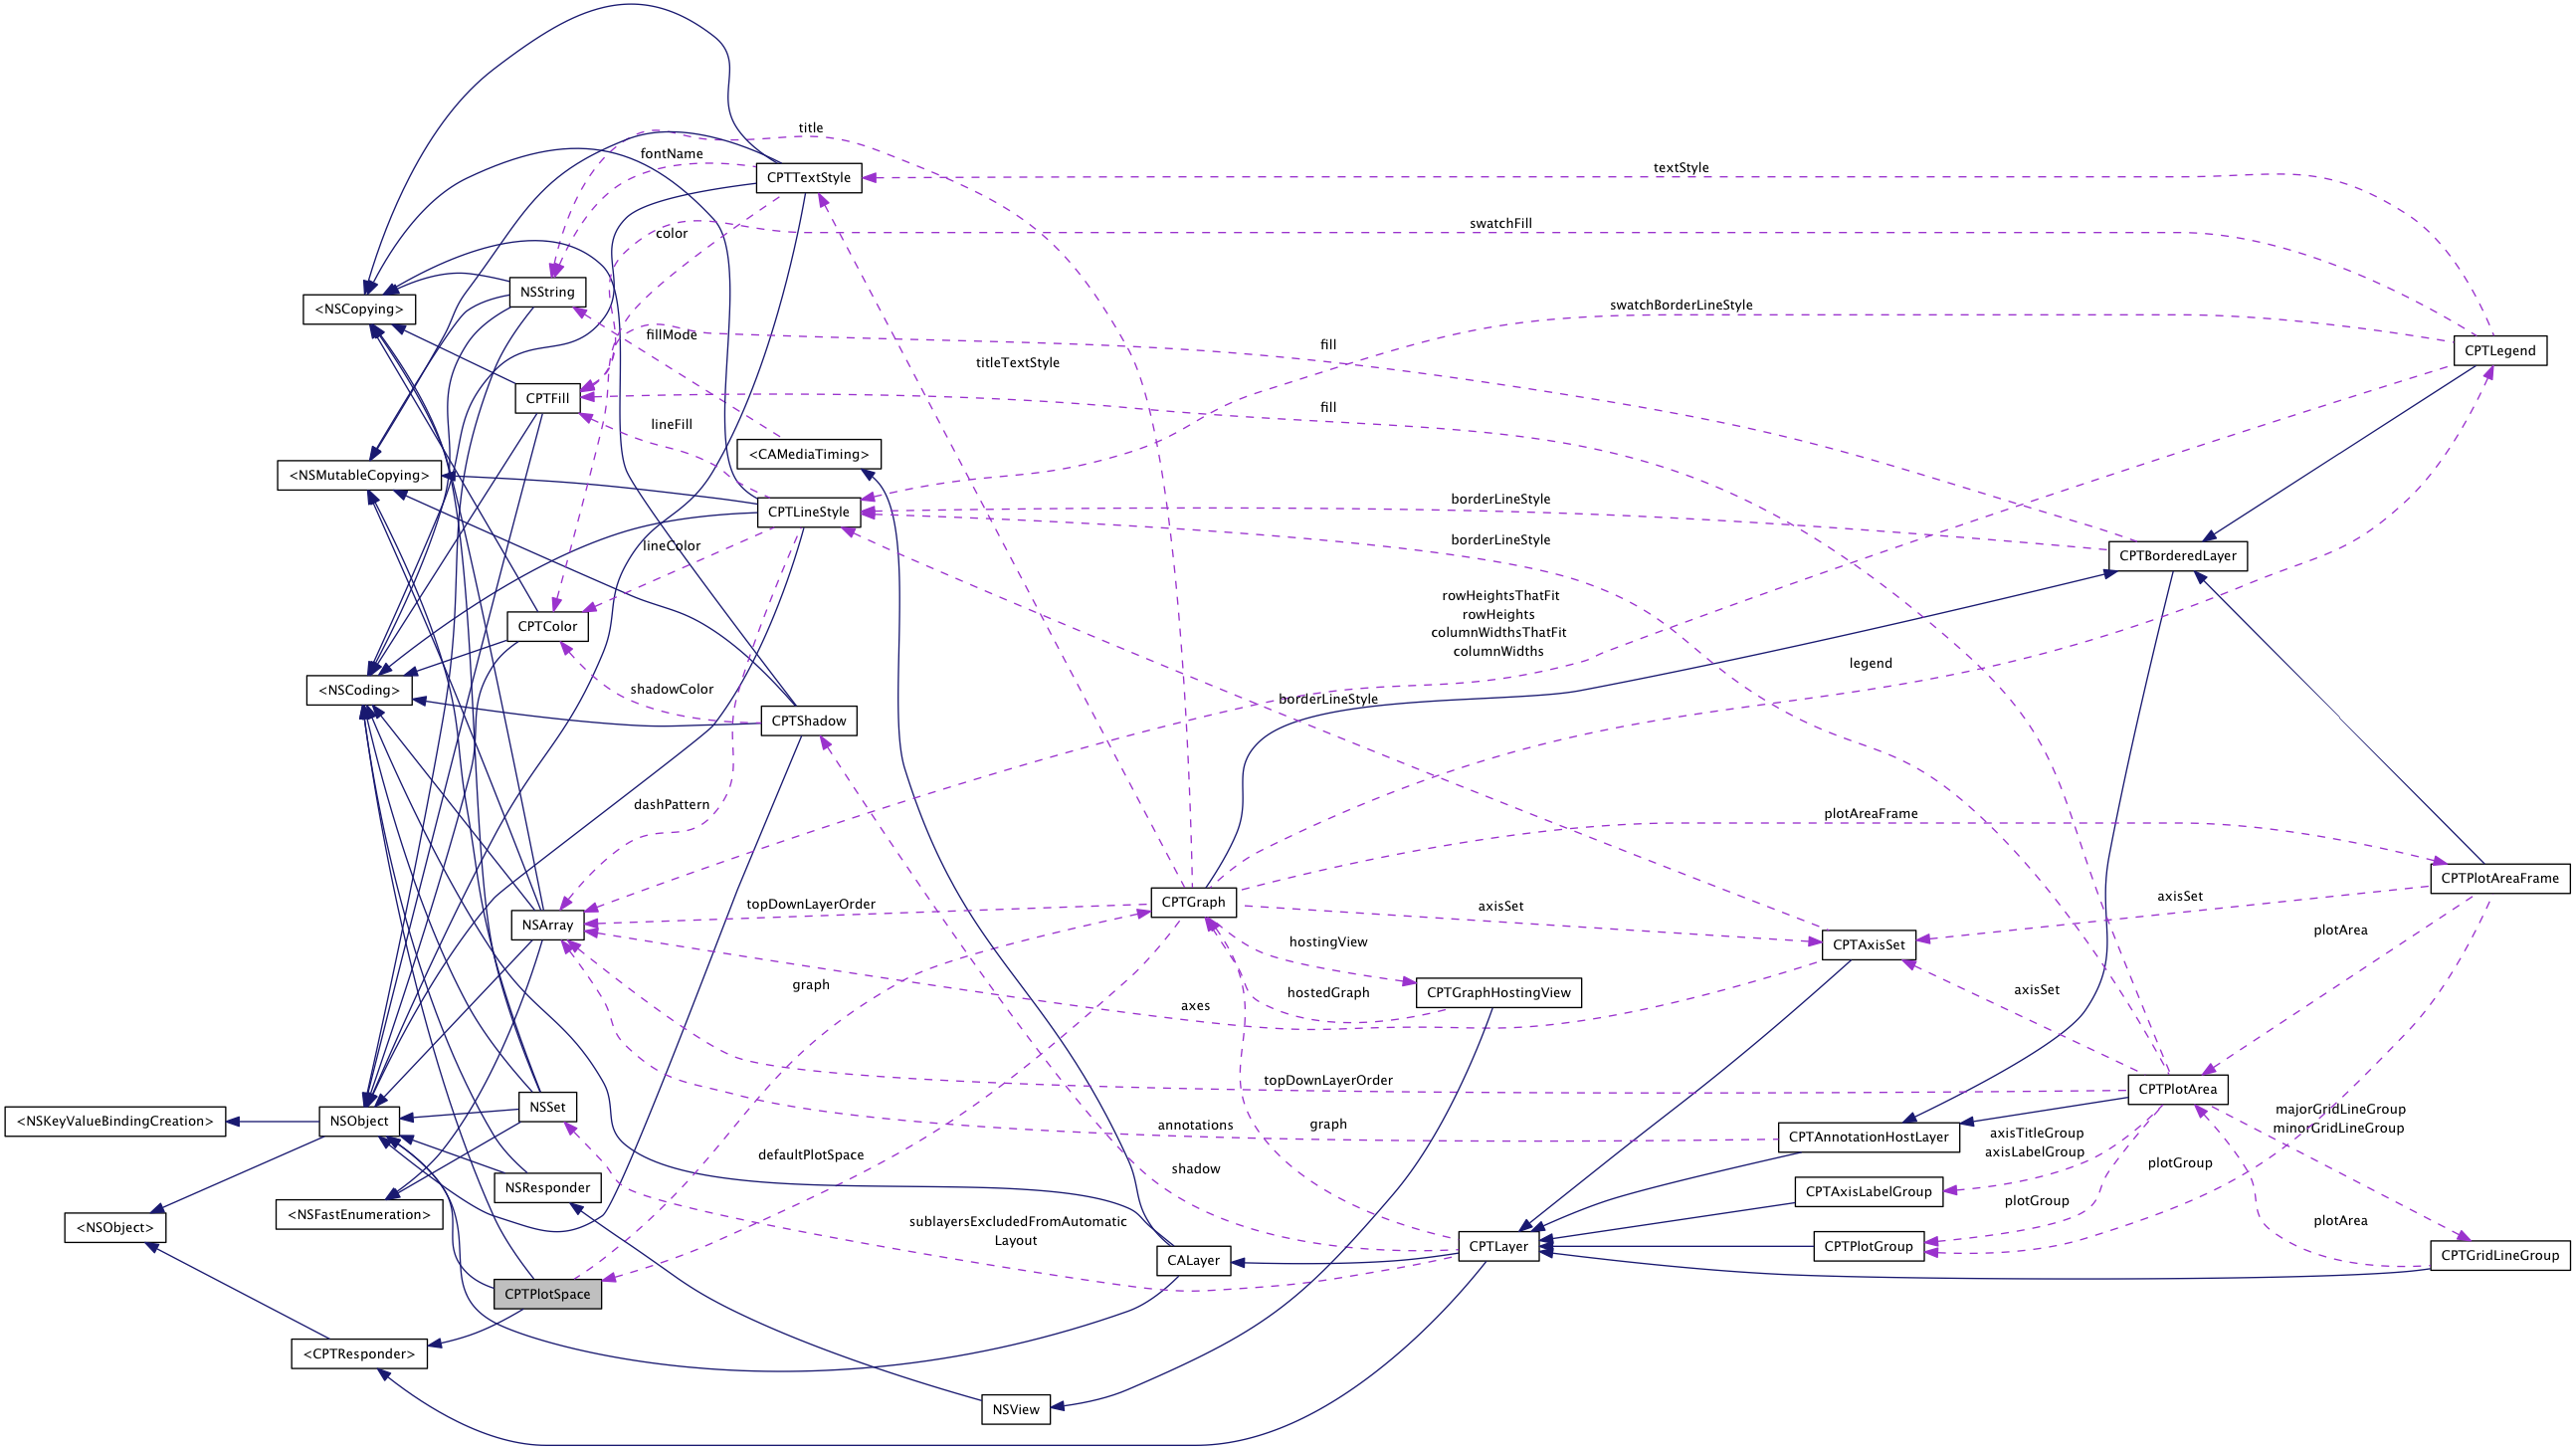 title
fontName
CPTTextStyle
textStyle
swatchFill
color
NSString
<NSCopying>
swatchBorderLineStyle
fillMode
fill
CPTLegend
titleTextStyle
CPTFill
fill
lineFill
<CAMediaTiming>
<NSMutableCopying>
borderLineStyle
CPTLineStyle
lineColor
borderLineStyle
CPTBorderedLayer
rowHeightsThatFit
rowHeights
columnWidthsThatFit
columnWidths
CPTColor
legend
<NSCoding>
shadowColor
borderLineStyle
CPTShadow
dashPattern
plotAreaFrame
CPTPlotAreaFrame
topDownLayerOrder
CPTGraph
axisSet
axisSet
NSArray
hostingView
CPTAxisSet
plotArea
graph
hostedGraph
CPTGraphHostingView
axisSet
axes
topDownLayerOrder
CPTPlotArea
<NSKeyValueBindingCreation>
NSObject
NSSet
annotations
graph
majorGridLineGroup
minorGridLineGroup
CPTAnnotationHostLayer
axisTitleGroup
axisLabelGroup
defaultPlotSpace
shadow
plotGroup
NSResponder
CPTAxisLabelGroup
plotGroup
<NSFastEnumeration>
<NSObject>
sublayersExcludedFromAutomatic
Layout
plotArea
CALayer
CPTLayer
CPTPlotGroup
CPTGridLineGroup
CPTPlotSpace
<CPTResponder>
NSView